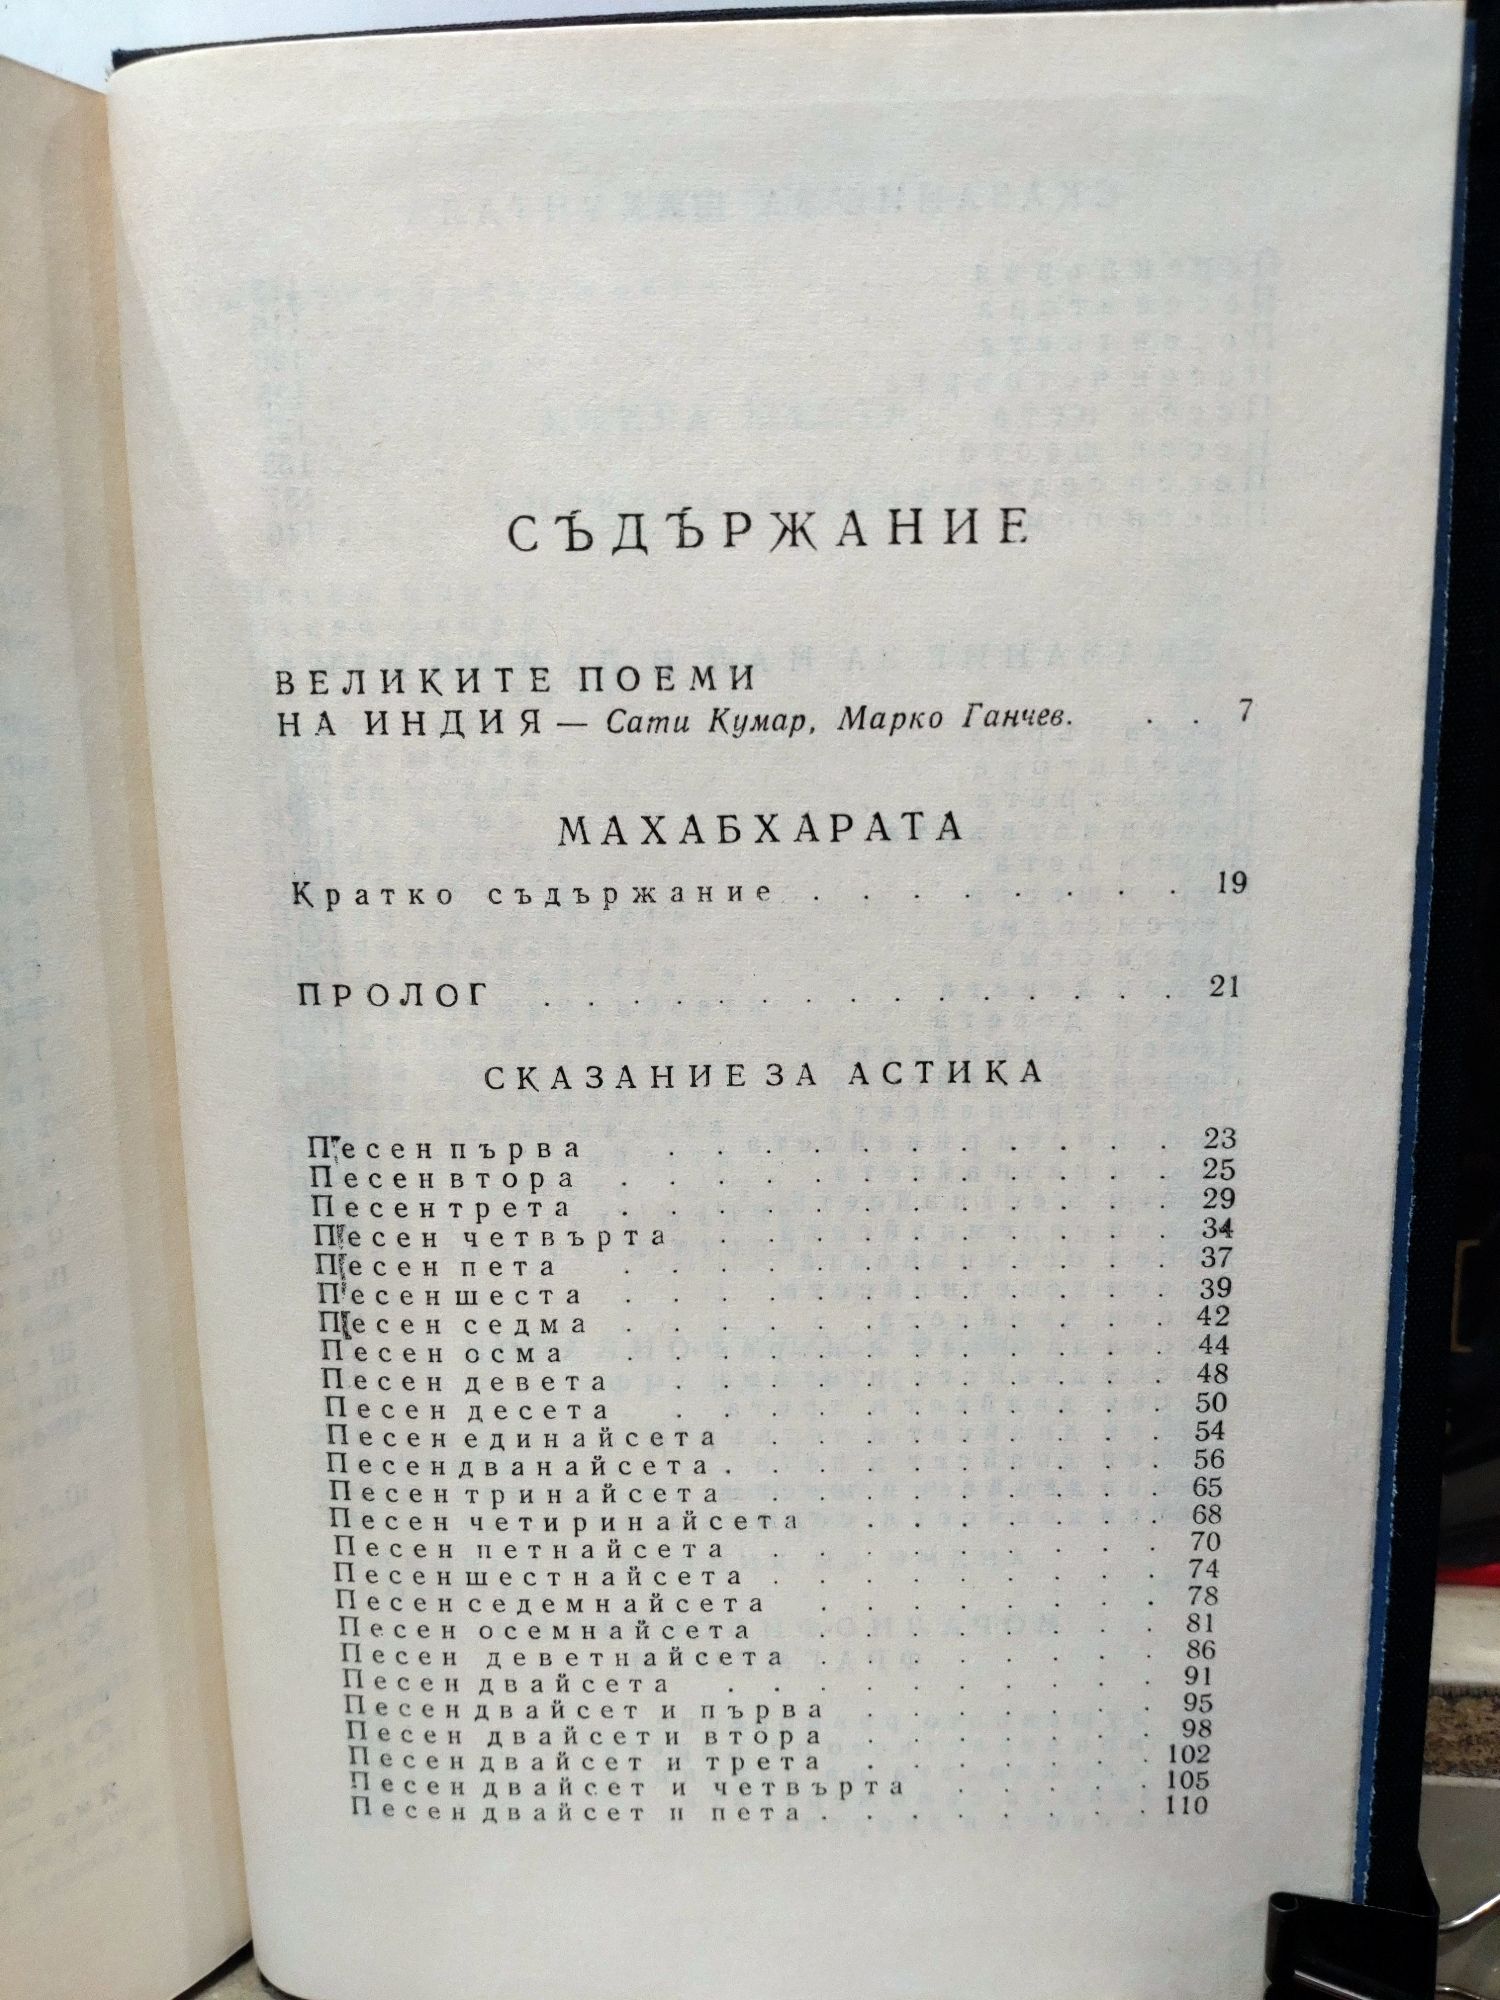 СЪДЪРЖАНИЕ
ВЕЛИКИТЕ ПОЕМИ
НА ИНДИЯ — Сати Кумар, Марко Ганчев. . . 7
МАХАБХАРАТА
Кратко съдържание . . . . . . . . 19
ПРОЛОГ . . . . . . . . . . . . . . . 21
СКАЗАНИЕ ЗА АСТИКА
Песен първа . . . . . . . . . . . 23
Песен втора . . . . . . . . . . . . 25
Песен трета . . . . . . . . . . . . 29
Песен четвърта . . . . . . . . . . 34
Песен пета . . . . . . . . . . . . 37
Песен шеста . . . . . . . . . . . . 39
Песен седма . . . . . . . . . . . . 42
Песен осма . . . . . . . . . . . . 44
Песен девета . . . . . . . . . . . 48
Песен десета . . . . . . . . . . . 50
Песен единайсета . . . . . . . . . 54
Песен дванайсета . . . . . . . . . . 56
Песен тринайсета . . . . . . . . . 65
Песен четиринайсета . . . . . . . 68
Песен петнайсета . . . . . . . . . 70
Песен шестнайсета . . . . . . . . . 74
Песен седемнайсета . . . . . . . . 78
Песен осемнайсета . . . . . . . . 81
Песен деветнайсета . . . . . . . . 86
Песен двайсета . . . . . . . . . . 91
Песен двайсет и първа . . . . . . . 95
Песен двайсет и втора . . . . . . . 98
Песен двайсет и трета . . . . . . . 102
Песен двайсет и четвърта . . . . . 105
Песен двайсет и пета . . . . . . . . 110